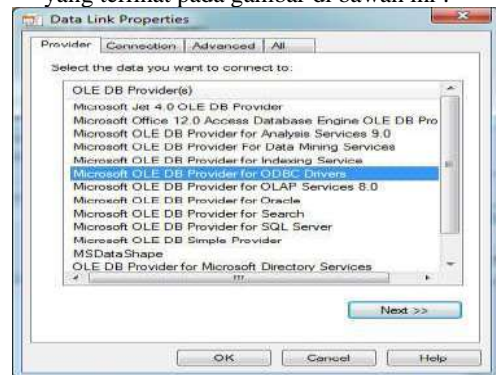 yang terlihat pada gambar di bawah ini :
Data Link Properties
Provider Connection Advanced All
Select the data you want to connect to:
OLE DB Provider(s)
Microsoft Jet 4.0 OLE DB Provider
Microsoft Office 12.0 Access Database Engine OLE DB Pro
Microsoft OLE DB Provider for Analysis Services 9.0
Microsoft OLE DB Provider For Data Mining Services
Microsoft OLE DB Provider for Indexing Service
Microsoft OLE DB Provider for ODBC Drivers
Microsoft OLE DB Provider for OLAP Services 8.0
Microsoft OLE DB Provider for Oracle
Microsoft OLE DB Provider for Search
Microsoft OLE DB Provider for SQL Server
Microsoft OLE DB Simple Provider
MSDataShape
OLE DB Provider for Microsoft Directory Services
Next >>
OK Cancel Help